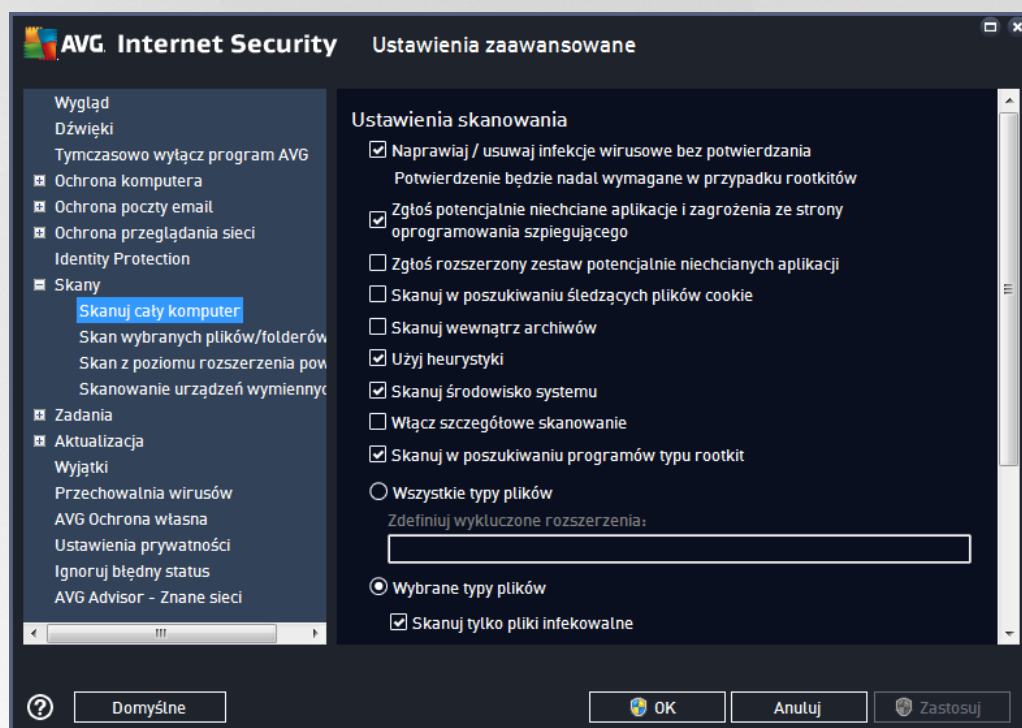 AVG. Internet Security
Ustawienia zaawansowane
Wygląd
Dźwięki
Tymczasowo wyłącz program AVG
Ochrona komputera
Ochrona poczty email
Ochrona przeglądania sieci
Identity Protection
Skany
Skanuj cały komputer
Skan wybranych plików/folderów
Skan z poziomu rozszerzenia pow
Skanowanie urządzeń wymiennyc
Zadania
Aktualizacja
Wyjątki
Przechowalnia wirusów
AVG Ochrona własna
Ustawienia prywatności
Ignoruj błędny status
AVG Advisor - Znane sieci
Ustawienia skanowania
Naprawiaj / usuwaj infekcje wirusowe bez potwierdzania
Potwierdzenie będzie nadal wymagane w przypadku rootkitów
Zgłoś potencjalnie niechciane aplikacje i zagrożenia ze strony
oprogramowania szpiegującego
Zgłoś rozszerzony zestaw potencjalnie niechcianych aplikacji
Skanuj w poszukiwaniu śledzących plików cookie
Skanuj wewnątrz archiwów
Użyj heurystyki
Skanuj środowisko systemu
Włącz szczegółowe skanowanie
Skanuj w poszukiwaniu programów typu rootkit
Wszystkie typy plików
Zdefiniuj wykluczone rozszerzenia:
Wybrane typy plików
Skanuj tylko pliki infekowalne
Domyślne
OK
Anuluj
Zastosuj